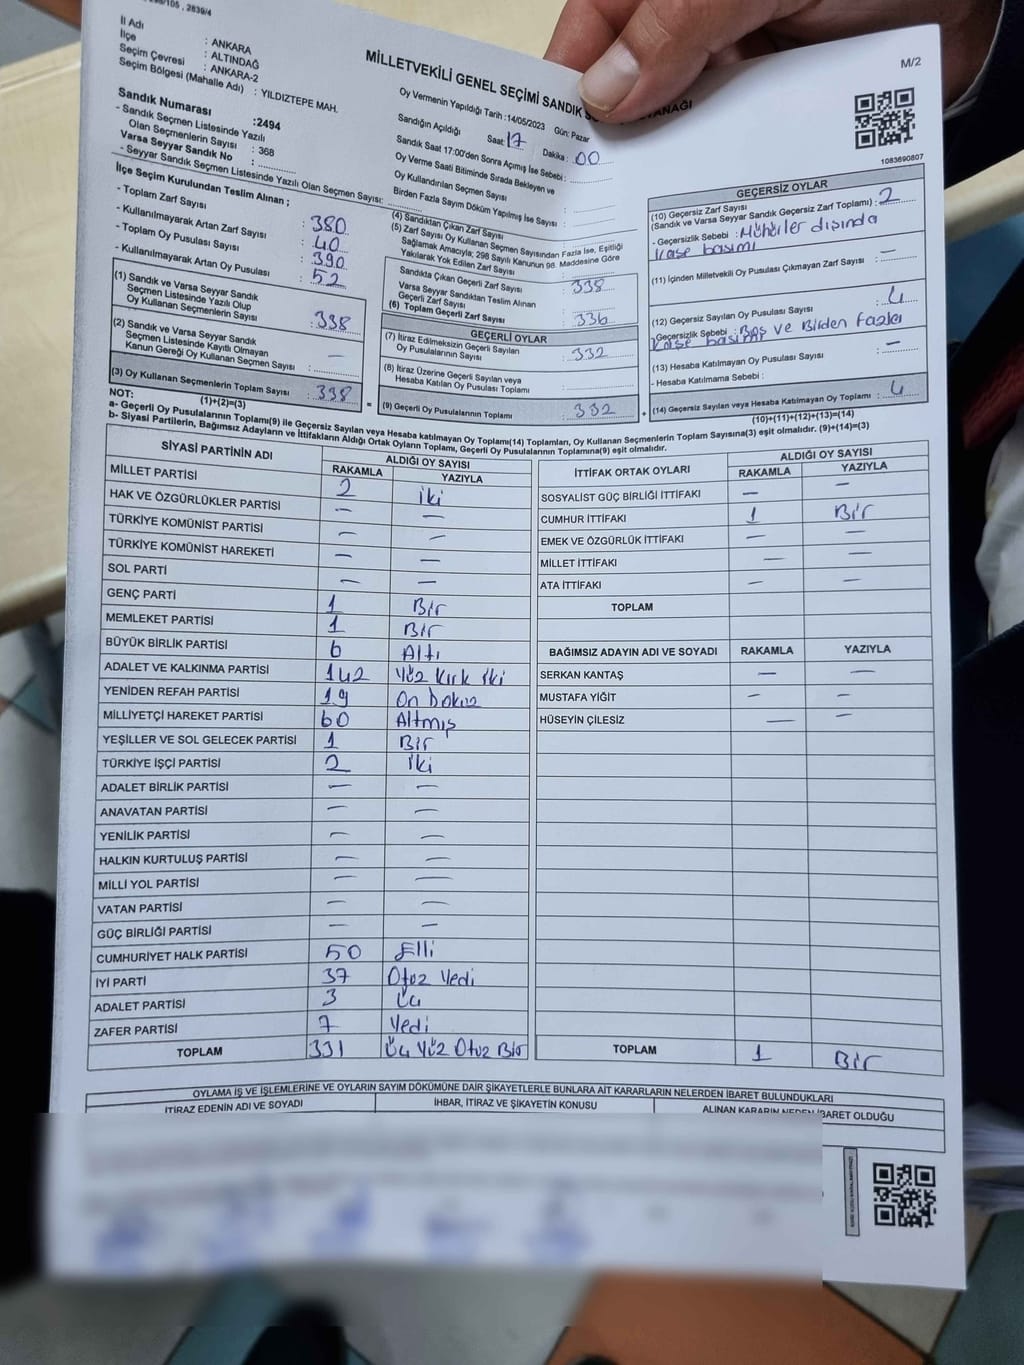 2839/4
M/2
İl Adı : ANKARA
İlçe : ALTINDAĞ
Seçim Çevresi : ANKARA-2
Seçim Bölgesi (Mahalle Adı) : YILDIZTEPE MAH.
Sandık Numarası :2494
- Sandık Seçmen Listesinde Yazılı
Olan Seçmenlerin Sayısı : 368
Varsa Seyyar Sandık No :
- Seyyar Sandık Seçmen Listesinde Yazılı Olan Seçmen Sayısı:
MİLLETVEKİLİ GENEL SEÇİMİ SANDIK
Oy Vermenin Yapıldığı Tarih :14/05/2023 Gün: Pazar
Sandığın Açıldığı Saat: 17 Dakika : 00
Sandık Saat 17:00'den Sonra Açımış İse Sebebi :
Oy Verme Saati Bitiminde Sırada Bekleyen ve
Oy Kullandırılan Seçmen Sayısı :
Birden Fazla Sayım Döküm Yapılmış İse Sayısı :
1083690807
İlçe Seçim Kurulundan Teslim Alınan ;
- Toplam Zarf Sayısı : 380
- Kullanılmayarak Artan Zarf Sayısı : 40
- Toplam Oy Pusulası Sayısı : 390
- Kullanılmayarak Artan Oy Pusulası : 52
(1) Sandık ve Varsa Seyyar Sandık
Seçmen Listesinde Yazılı Olup
Oy Kullanan Seçmenlerin Sayısı : 338
(2) Sandık ve Varsa Seyyar Sandık
Seçmen Listesinde Kayıtlı Olmayan
Kanun Gereği Oy Kullanan Seçmen Sayısı : —
(3) Oy Kullanan Seçmenlerin Toplam Sayısı : 338
(1)+(2)=(3)
(4) Sandıktan Çıkan Zarf Sayısı
(5) Zarf Sayısı Oy Kullanan Seçmen Sayısından Fazla İse, Eşitliği
Sağlamak Amacıyla; 298 Sayılı Kanunun 98. Maddesine Göre
Yakılarak Yok Edilen Zarf Sayısı :
Sandıkta Çıkan Geçerli Zarf Sayısı : 338
Varsa Seyyar Sandıktan Teslim Alınan
Geçerli Zarf Sayısı
(6) Toplam Geçerli Zarf Sayısı : 336
GEÇERLİ OYLAR
(7) İtiraz Edilmeksizin Geçerli Sayılan
Oy Pusulalarının Sayısı : 332
(8) İtiraz Üzerine Geçerli Sayılan veya
Hesaba Katılan Oy Pusulası Toplamı :
(9) Geçerli Oy Pusulalarının Toplamı : 332
GEÇERSİZ OYLAR
(10) Geçersiz Zarf Sayısı
(Sandık ve Varsa Seyyar Sandık Geçersiz Zarf Toplamı) : 2
- Geçersizlik Sebebi : Mühürler dışında
kaşe basımı
(11) İçinden Milletvekili Oy Pusulası Çıkmayan Zarf Sayısı :
(12) Geçersiz Sayılan Oy Pusulası Sayısı : 4
Geçersizlik Sebebi : Boş ve Birden fazla
kaşe basımı
(13) Hesaba Katılmayan Oy Pusulası Sayısı : —
- Hesaba Katılmama Sebebi :
(14) Geçersiz Sayılan veya Hesaba Katılmayan Oy Toplamı : 4
(10)+(11)+(12)+(13)=(14)
NOT:
a- Geçerli Oy Pusulalarının Toplamı(9) ile Geçersiz Sayılan veya Hesaba katılmayan Oy Toplamı(14) Toplamları, Oy Kullanan Seçmenlerin Toplam Sayısına(3) eşit olmalıdır. (9)+(14)=(3)
b- Siyasi Partilerin, Bağımsız Adayların ve İttifakların Aldığı Ortak Oyların Toplamı, Geçerli Oy Pusulalarının Toplamına(9) eşit olmalıdır.
SİYASİ PARTİNİN ADI ALDIĞI OY SAYISI
RAKAMLA YAZIYLA
MİLLET PARTİSİ 2 iki
HAK VE ÖZGÜRLÜKLER PARTİSİ — —
TÜRKİYE KOMÜNİST PARTİSİ — —
TÜRKİYE KOMÜNİST HAREKETİ — —
SOL PARTİ — —
GENÇ PARTİ 1 Bir
MEMLEKET PARTİSİ 1 Bir
BÜYÜK BİRLİK PARTİSİ 6 Altı
ADALET VE KALKINMA PARTİSİ 142 Yüz Kırk iki
YENİDEN REFAH PARTİSİ 19 On Dokuz
MİLLİYETÇİ HAREKET PARTİSİ 60 Altmış
YEŞİLLER VE SOL GELECEK PARTİSİ 1 Bir
TÜRKİYE İŞÇİ PARTİSİ 2 iki
ADALET BİRLİK PARTİSİ — —
ANAVATAN PARTİSİ — —
YENİLİK PARTİSİ — —
HALKIN KURTULUŞ PARTİSİ — —
MİLLİ YOL PARTİSİ — —
VATAN PARTİSİ — —
GÜÇ BİRLİĞİ PARTİSİ — —
CUMHURİYET HALK PARTİSİ 50 Elli
İYİ PARTİ 37 Otuz Yedi
ADALET PARTİSİ 3 Üç
ZAFER PARTİSİ 7 Yedi
TOPLAM 331 Üç Yüz Otuz Bir
İTTİFAK ORTAK OYLARI ALDIĞI OY SAYISI
RAKAMLA YAZIYLA
SOSYALİST GÜÇ BİRLİĞİ İTTİFAKI — —
CUMHUR İTTİFAKI 1 Bir
EMEK VE ÖZGÜRLÜK İTTİFAKI — —
MİLLET İTTİFAKI — —
ATA İTTİFAKI — —
TOPLAM
BAĞIMSIZ ADAYIN ADI VE SOYADI RAKAMLA YAZIYLA
SERKAN KANTAŞ — —
MUSTAFA YİĞİT — —
HÜSEYİN ÇİLESİZ — —
TOPLAM 1 Bir
OYLAMA İŞ VE İŞLEMLERİNE VE OYLARIN SAYIM DÖKÜMÜNE DAİR ŞİKAYETLERLE BUNLARA AİT KARARLARIN NELERDEN İBARET BULUNDUKLARI
İTİRAZ EDENİN ADI VE SOYADI İHBAR, İTİRAZ VE ŞİKAYETİN KONUSU ALINAN KARARIN NEDEN İBARET OLDUĞU